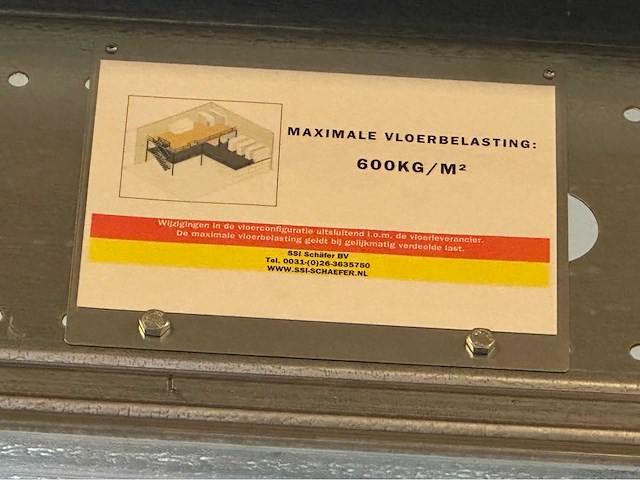 MAXIMALE VLOERBELASTING:
600KG/M²
Wijzigingen in de vloerconfiguratie uitsluitend i.o.m. de vloerleverancier.
De maximale vloerbelasting geldt bij gelijkmatig verdeelde last.
SSI Schäfer BV
Tel. 0031-(0)26-3635750
WWW.SSI-SCHAEFER.NL